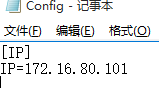 Config - 记事本
文件(F) 编辑(E) 格式(O)
[IP]
IP=172.16.80.101